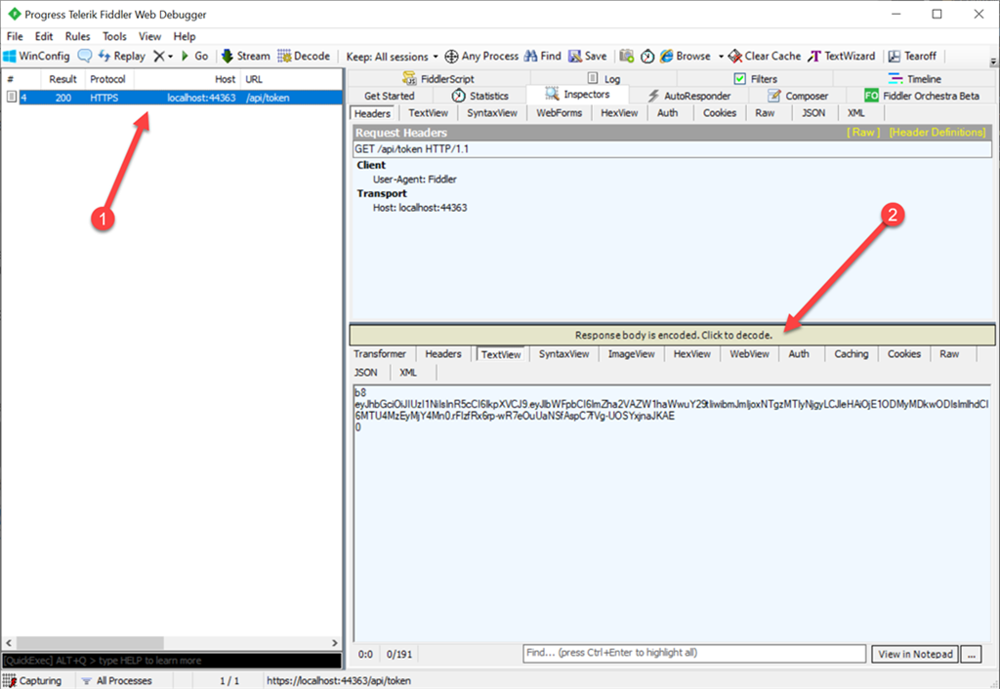 Progress Telerik Fiddler Web Debugger
File Edit Rules Tools View Help
WinConfig Replay Go Stream Decode Keep: All sessions Any Process Find Save Browse Clear Cache TextWizard Tearoff
# Result Protocol Host URL
4 200 HTTPS localhost:44363 /api/token
1
FiddlerScript Log Filters Timeline
Get Started Statistics Inspectors AutoResponder Composer FO Fiddler Orchestra Beta
Headers TextView SyntaxView WebForms HexView Auth Cookies Raw JSON XML
Request Headers [ Raw ] [Header Definitions]
GET /api/token HTTP/1.1
Client
User-Agent: Fiddler
Transport
Host: localhost:44363
2
Response body is encoded. Click to decode.
Transformer Headers TextView SyntaxView ImageView HexView WebView Auth Caching Cookies Raw
JSON XML
b8
0
0:0 0/191 Find... (press Ctrl+Enter to highlight all) View in Notepad ...
[QuickExec] ALT+Q > type HELP to learn more
Capturing All Processes 1 / 1 https://localhost:44363/api/token